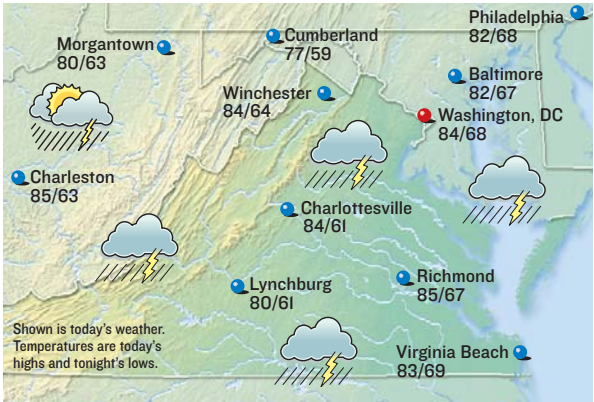 Philadelphia
82/68
Morgantown
80/63
Cumberland
77/59
Baltimore
82/67
Winchester
84/64
Washington, DC
84/68
Charleston
85/63
Charlottesville
84/61
Lynchburg
80/61
Richmond
85/67
Shown is today's weather.
Temperatures are today's
highs and tonight's lows.
Virginia Beach
83/69